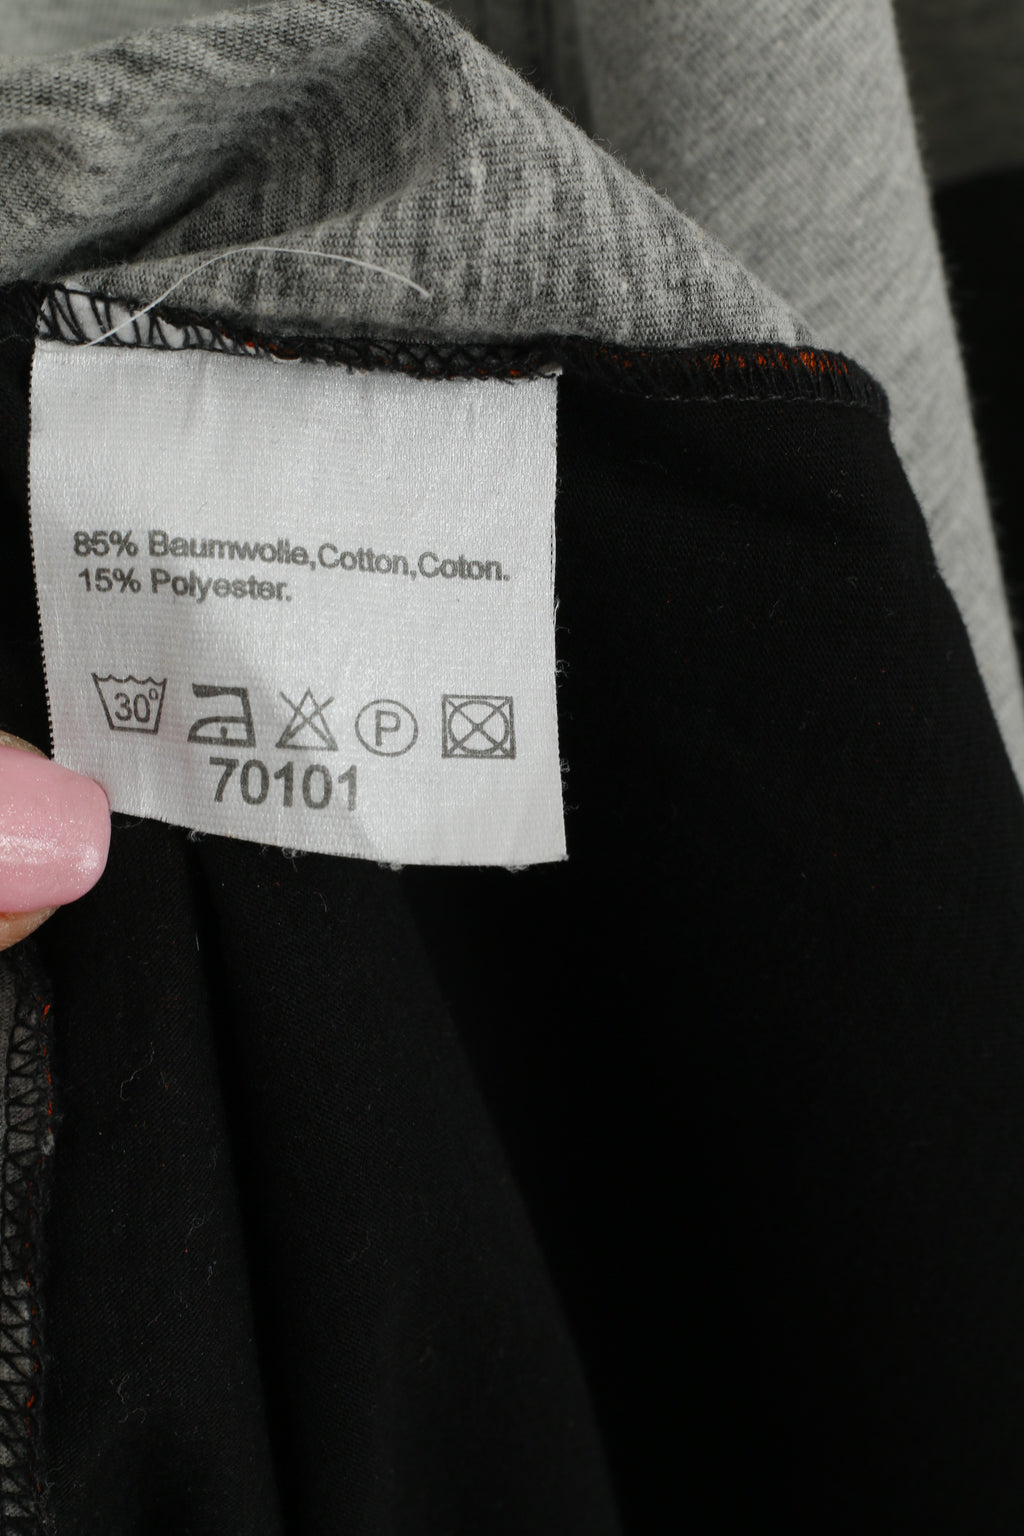 85% Baumwolle,Cotton,Coton.
15% Polyester.
30° P
70101